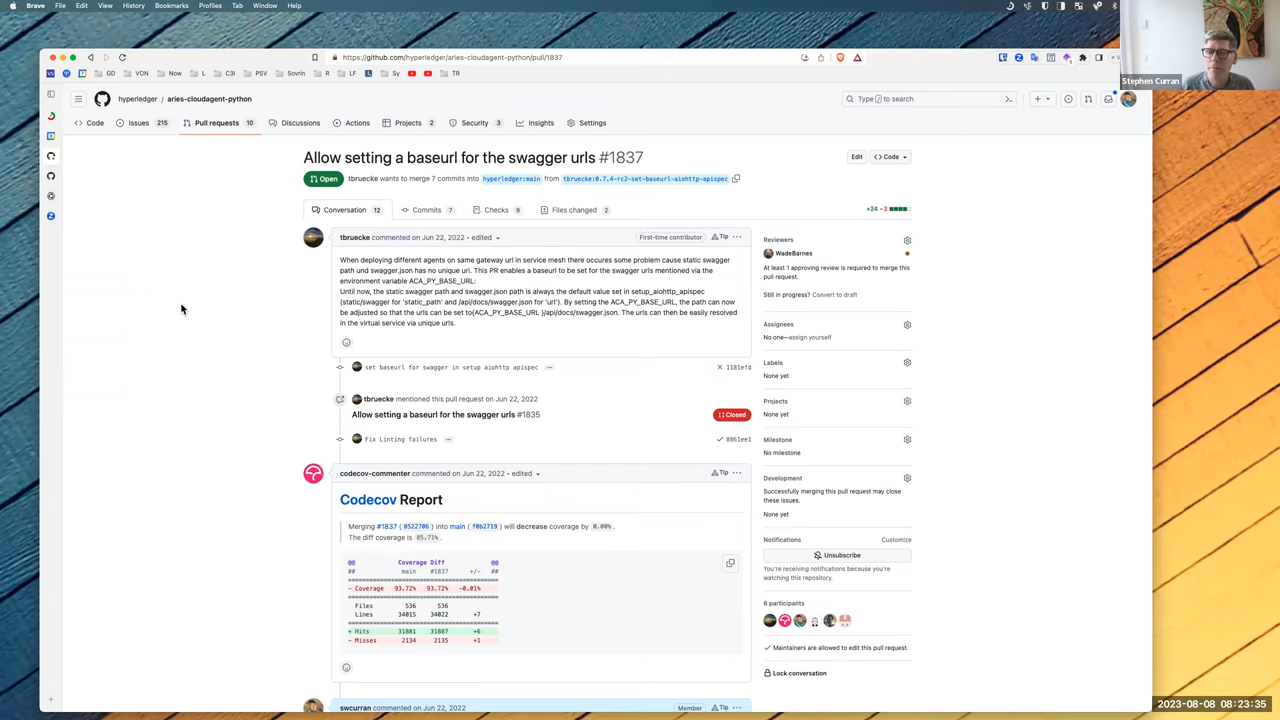 Brave File Edit View History Bookmarks Profiles Tab Window Help
https://github.com/hyperledger/aries-cloudagent-python/pull/1837
GD VON Now L C3I PSV Sovrin R LF Sy TR
Stephen Curran
hyperledger / aries-cloudagent-python
Type / to search
Code Issues 215 Pull requests 10 Discussions Actions Projects 2 Security 3 Insights Settings
Allow setting a baseurl for the swagger urls #1837
Edit <> Code
Open tbruecke wants to merge 7 commits into hyperledger:main from tbruecke:0.7.4-rc2-set-baseurl-aiohttp-apispec
Conversation 12 Commits 7 Checks 9 Files changed 2 +24 −3
tbruecke commented on Jun 22, 2022 • edited First-time contributor Tip ...
When deploying different agents on same gateway url in service mesh there occures some problem cause static swagger
path und swagger.json has no unique uri. This PR enables a baseurl to be set for the swagger urls mentioned via the
environment variable ACA_PY_BASE_URL:
Until now, the static swagger path and swagger.json path is always the default value set in setup_aiohttp_apispec
(static/swagger for 'static_path' and /api/docs/swagger.json for 'url'). By setting the ACA_PY_BASE_URL, the path can now
be adjusted so that the urls can be set to{ACA_PY_BASE_URL }/api/docs/swagger.json. The urls can then be easily resolved
in the virtual service via unique urls.
set baseurl for swagger in setup aiohttp apispec ... 1181efd
tbruecke mentioned this pull request on Jun 22, 2022
Allow setting a baseurl for the swagger urls #1835 Closed
Fix Linting failures ... 8861ee1
codecov-commenter commented on Jun 22, 2022 • edited Tip ...
Codecov Report
Merging #1837 (0522706) into main (f0b2719) will decrease coverage by 0.00%.
The diff coverage is 85.71%.
@@ Coverage Diff @@
## main #1837 +/- ##
==========================================
- Coverage 93.72% 93.72% -0.01%
==========================================
Files 536 536
Lines 34015 34022 +7
==========================================
+ Hits 31881 31887 +6
- Misses 2134 2135 +1
swcurran commented on Jun 22, 2022 Member Tip ...
Reviewers
WadeBarnes
At least 1 approving review is required to merge this
pull request.
Still in progress? Convert to draft
Assignees
No one—assign yourself
Labels
None yet
Projects
None yet
Milestone
No milestone
Development
Successfully merging this pull request may close
these issues.
None yet
Notifications Customize
Unsubscribe
You're receiving notifications because you're
watching this repository.
6 participants
Maintainers are allowed to edit this pull request.
Lock conversation
2023-08-08 08:23:35